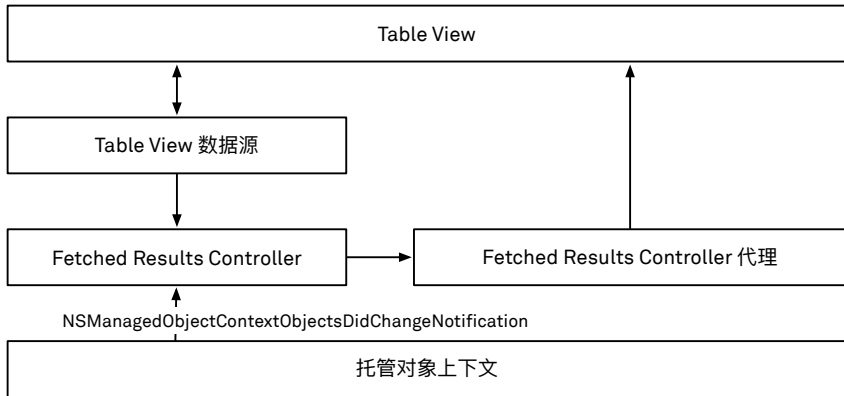 Table View
Table View 数据源
Fetched Results Controller
Fetched Results Controller 代理
NSManagedObjectContextObjectsDidChangeNotification
托管对象上下文